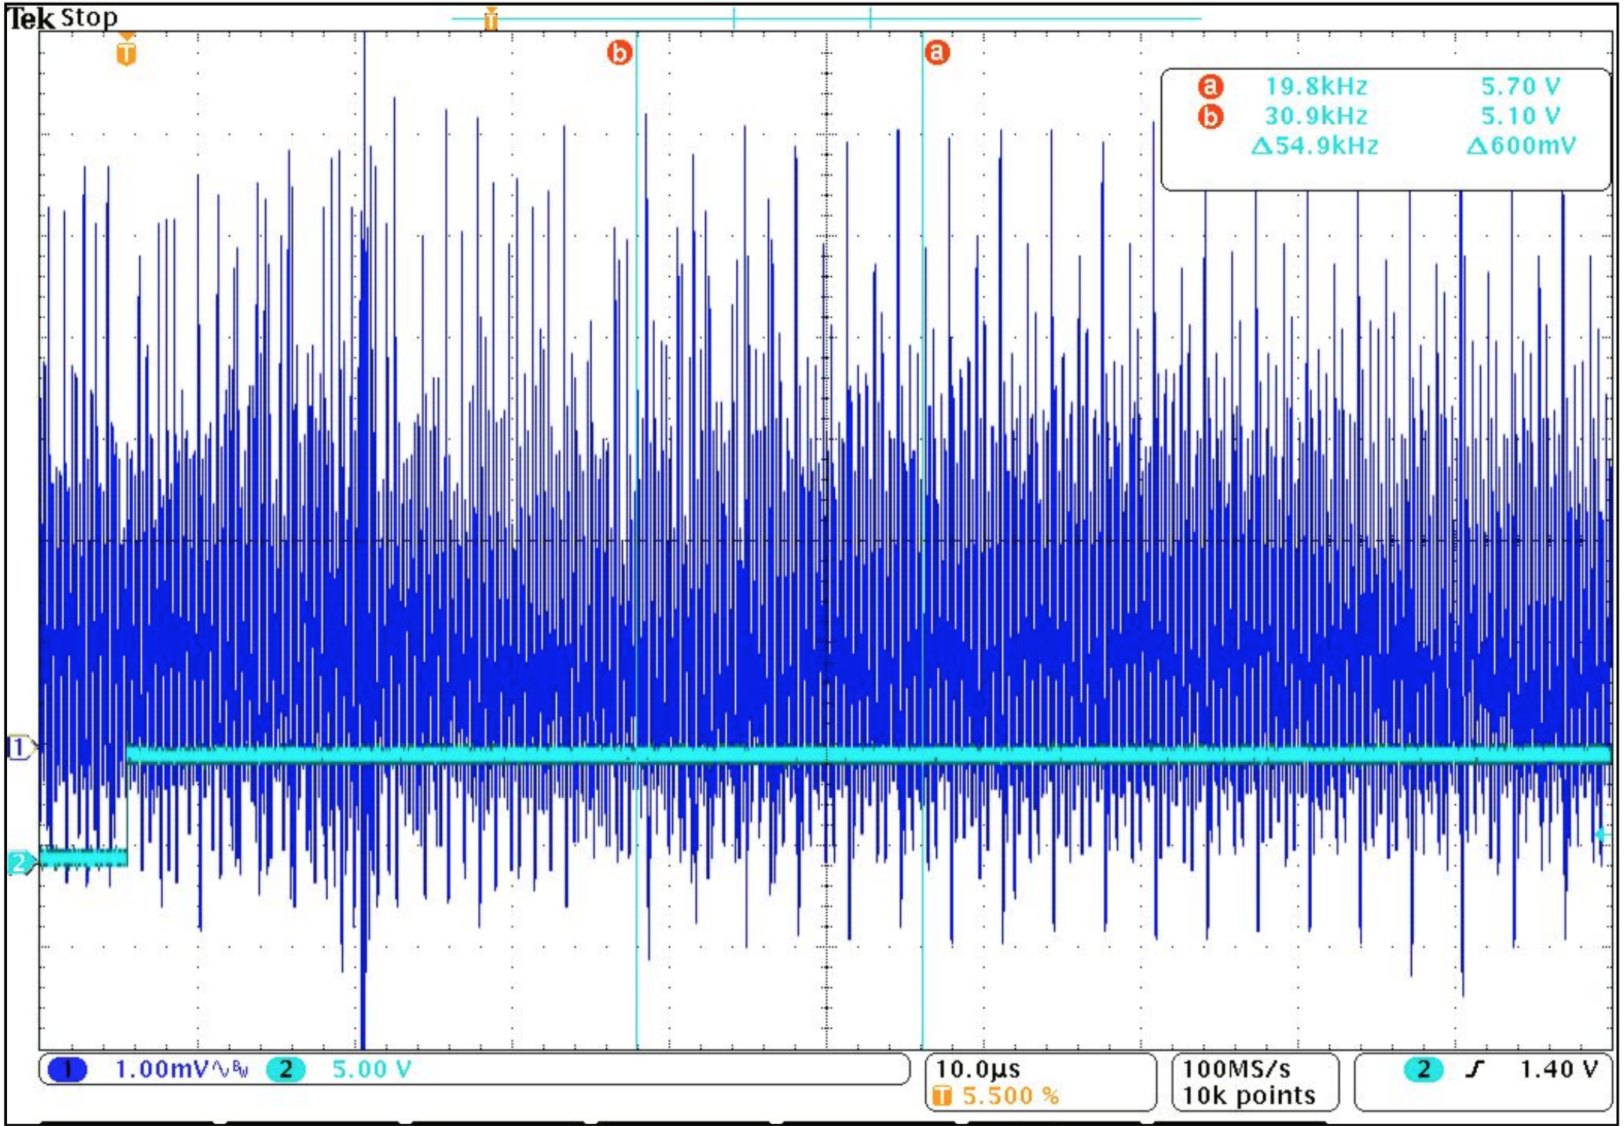 Tek Stop
T
T
b
a
a 19.8kHz 5.70 V
b 30.9kHz 5.10 V
Δ54.9kHz Δ600mV
1
2
1 1.00mV∿BW 2 5.00 V
10.0μs
T 5.500 %
100MS/s
10k points
2 1.40 V